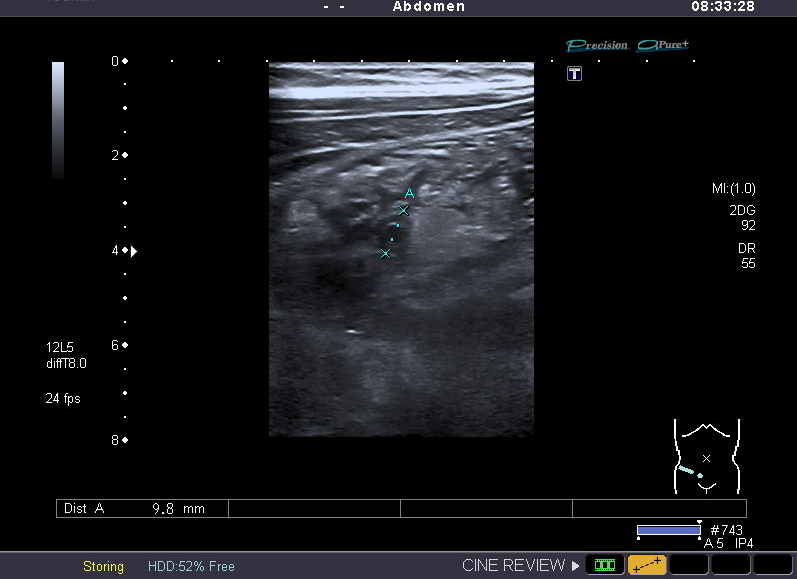 - - Abdomen 08:33:28
Precision APure+
T
0
2
4
6
8
A
MI:(1.0)
2DG
92
DR
55
12L5
diffT8.0
24 fps
Dist A 9.8 mm
#743
A 5 IP4
Storing HDD:52% Free CINE REVIEW